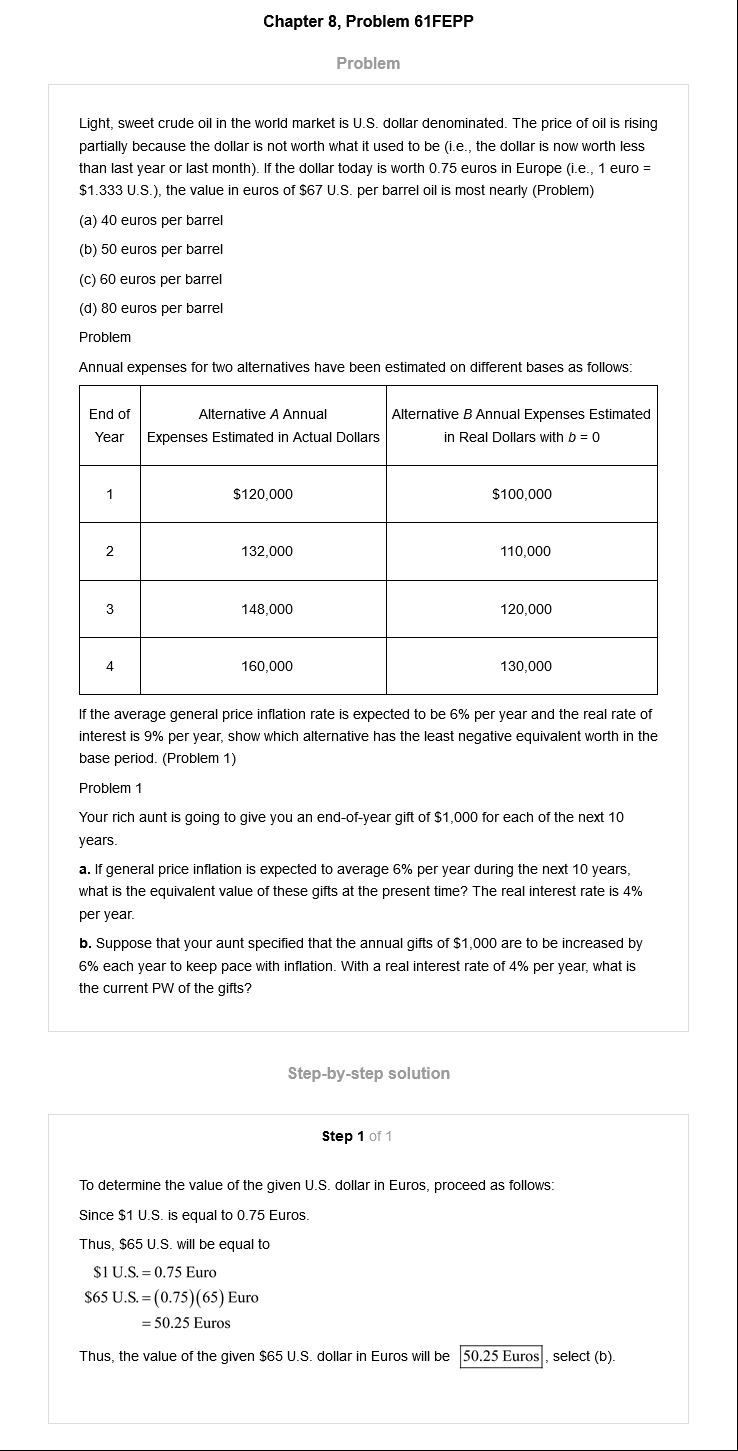 Chapter 8, Problem 61FEPP
Problem
Light, sweet crude oil in the world market is U.S. dollar denominated. The price of oil is rising
partially because the dollar is not worth what it used to be (i.e., the dollar is now worth less
than last year or last month). If the dollar today is worth 0.75 euros in Europe (i.e., 1 euro =
$1.333 U.S.), the value in euros of $67 U.S. per barrel oil is most nearly (Problem)
(a) 40 euros per barrel
(b) 50 euros per barrel
(c) 60 euros per barrel
(d) 80 euros per barrel
Problem
Annual expenses for two alternatives have been estimated on different bases as follows:
End of Year | Alternative A Annual Expenses Estimated in Actual Dollars | Alternative B Annual Expenses Estimated in Real Dollars with b = 0
1 | $120,000 | $100,000
2 | 132,000 | 110,000
3 | 148,000 | 120,000
4 | 160,000 | 130,000
If the average general price inflation rate is expected to be 6% per year and the real rate of
interest is 9% per year, show which alternative has the least negative equivalent worth in the
base period. (Problem 1)
Problem 1
Your rich aunt is going to give you an end-of-year gift of $1,000 for each of the next 10
years.
a. If general price inflation is expected to average 6% per year during the next 10 years,
what is the equivalent value of these gifts at the present time? The real interest rate is 4%
per year.
b. Suppose that your aunt specified that the annual gifts of $1,000 are to be increased by
6% each year to keep pace with inflation. With a real interest rate of 4% per year, what is
the current PW of the gifts?
Step-by-step solution
Step 1 of 1
To determine the value of the given U.S. dollar in Euros, proceed as follows:
Since $1 U.S. is equal to 0.75 Euros.
Thus, $65 U.S. will be equal to
$1 U.S. = 0.75 Euro
$65 U.S. = (0.75)(65) Euro
= 50.25 Euros
Thus, the value of the given $65 U.S. dollar in Euros will be 50.25 Euros, select (b).